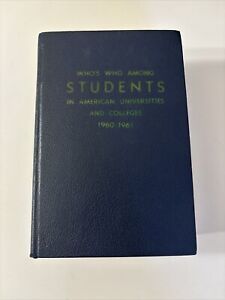 WHO'S WHO AMONG
STUDENTS
IN AMERICAN UNIVERSITIES
AND COLLEGES
1960-1961